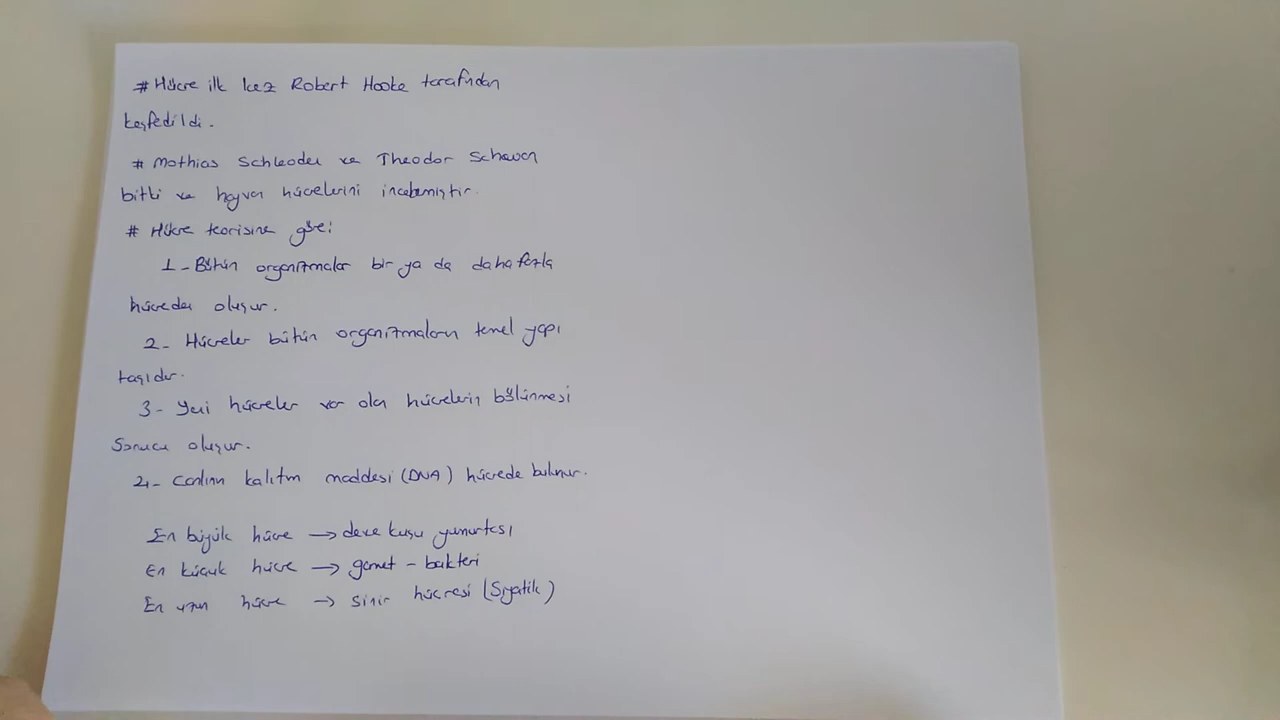 # Hücre ilk kez Robert Hooke tarafından
keşfedildi.
# Mathias Schleiden ve Theodor Schwan
bitki ve hayvan hücrelerini incelemiştir.
# Hücre teorisine göre;
1- Bütün organizmalar bir ya da daha fazla
hücreden oluşur.
2- Hücreler bütün organizmaların temel yapı
taşıdır.
3- Yeni hücreler var olan hücrelerin bölünmesi
sonucu oluşur.
4- Canlının kalıtım maddesi (DNA) hücrede bulunur.
En büyük hücre → deve kuşu yumurtası
En küçük hücre → gamet - bakteri
En uzun hücre → sinir hücresi (Siyatik)